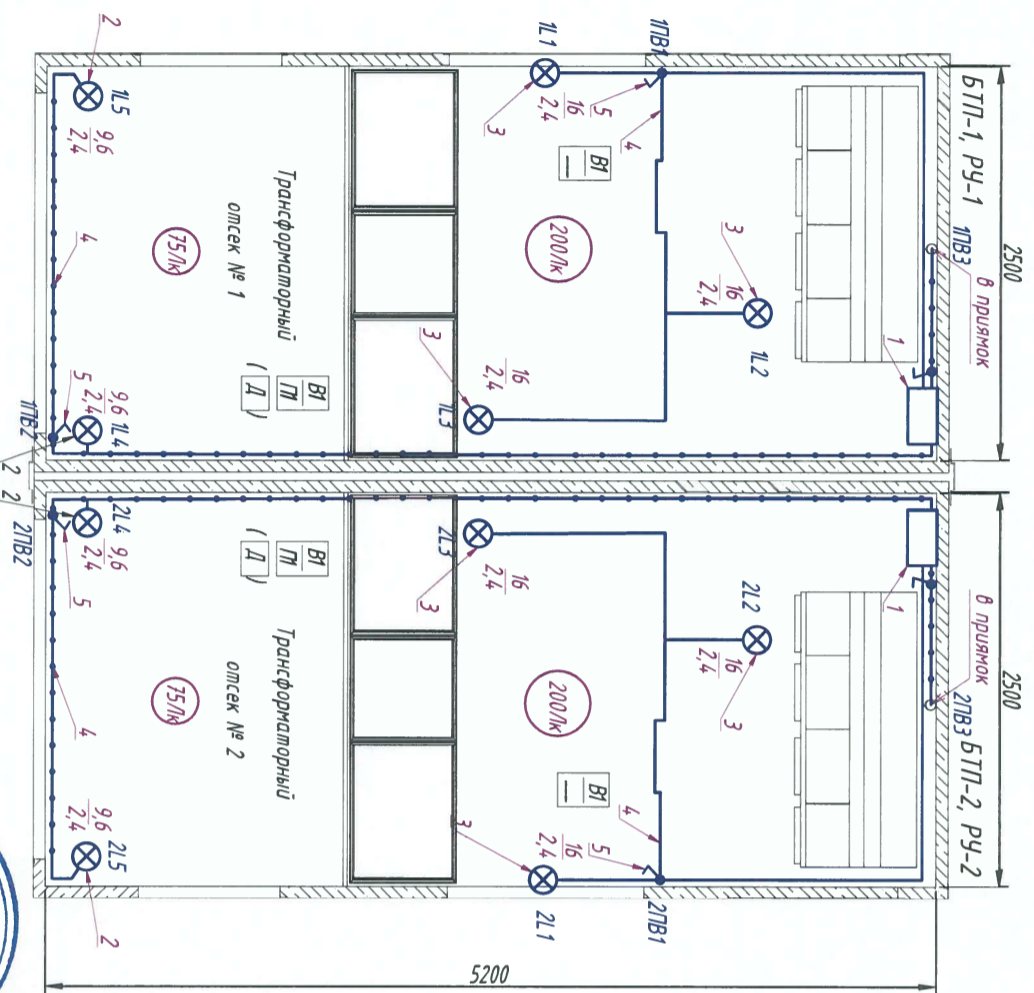 2500
БТП-1, РУ-1
1ПВ3
в приямок
1
1L1
1ПВ1
5
16
2,4
3
4
В1
—
200Лк
3
16
2,4
1L2
16
2,4
3
1L3
2
1L5
9,6
2,4
Трансформаторный
отсек № 1
75Лк
В1
П1
( Д )
4
5
9,6
2,4
1L4
1ПВ2
2
2
2500
БТП-2, РУ-2
2ПВ3
в приямок
1
2L2
16
2,4
3
2L3
16
2,4
3
200Лк
В1
—
4
5
16
2,4
3
2ПВ1
2L1
2L4
9,6
2,4
5
2ПВ2
В1
П1
( Д )
Трансформаторный
отсек № 2
75Лк
4
9,6
2,4
2L5
2
5200